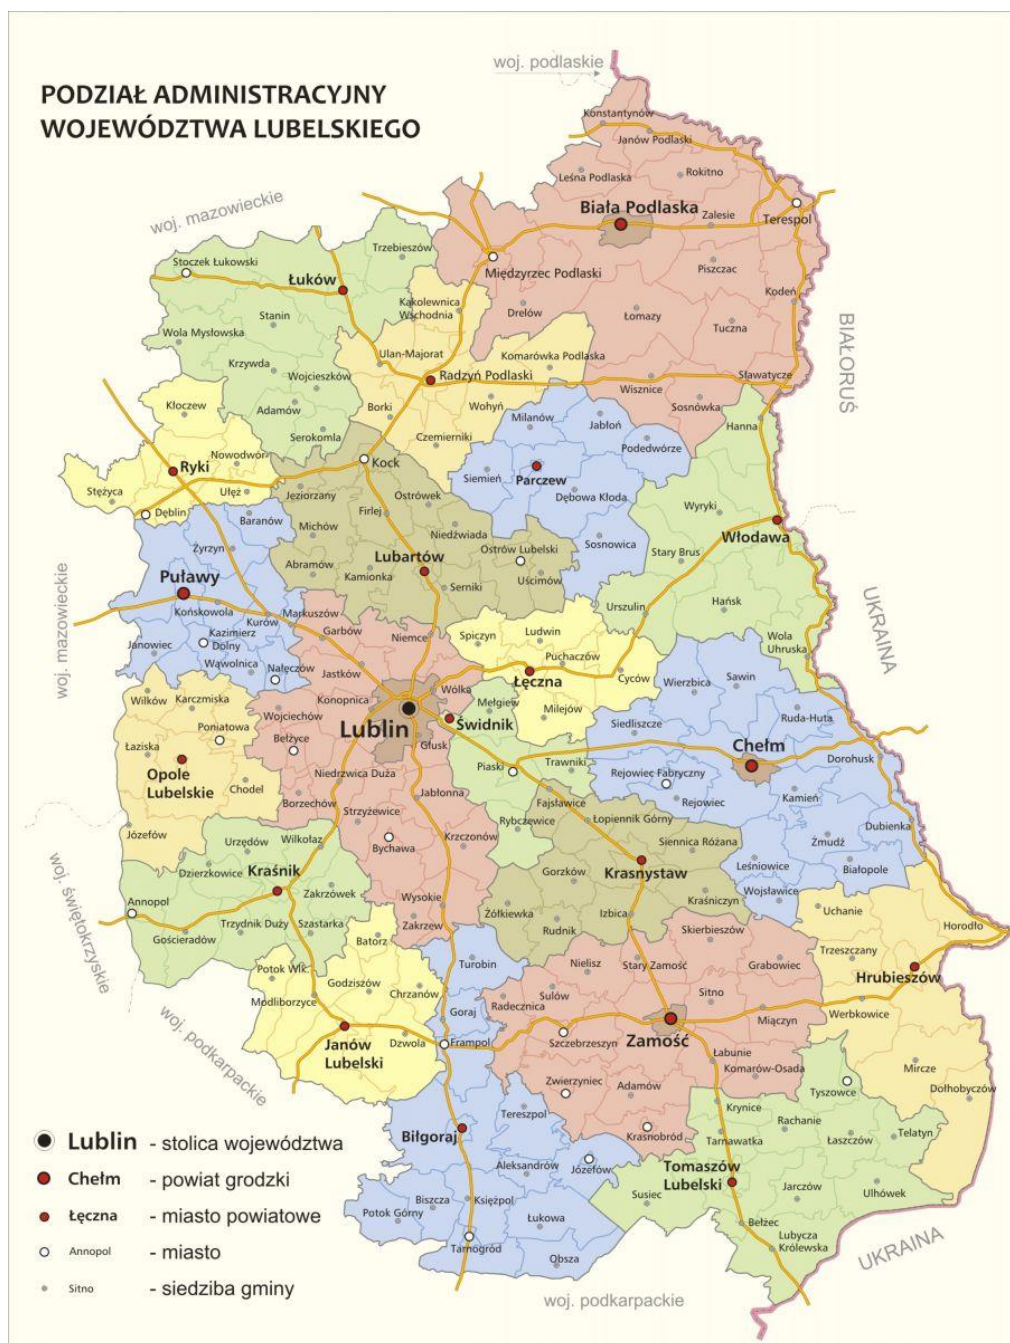 woj. podlaskie
PODZIAŁ ADMINISTRACYJNY
WOJEWÓDZTWA LUBELSKIEGO
Konstantynów
Janów Podlaski
Leśna Podlaska
Rokitno
woj. mazowieckie
Biała Podlaska
Zalesie
Terespol
Trzebieszów
Stoczek Łukowski
Międzyrzec Podlaski
Piszczac
Łuków
Kąkolewnica
Wschodnia
Kodeń
Drelów
Łomazy
Stanin
Tuczna
BIAŁORUŚ
Wola Mysłowska
Ulan-Majorat
Komarówka Podlaska
Krzywda
Wojcieszków
Radzyń Podlaski
Wisznice
Sławatycze
Wohyń
Sosnówka
Kłoczew
Adamów
Borki
Milanów
Jabłoń
Hanna
Serokomla
Czemierniki
Podedwórze
Nowodwór
Kock
Ryki
Siemień
Parczew
Stężyca
Ułęż
Jeziorzany
Ostrówek
Dębowa Kłoda
Dęblin
Firlej
Wyryki
Baranów
Michów
Niedźwiada
Włodawa
Żyrzyn
Ostrów Lubelski
Sosnowica
Stary Brus
Lubartów
Abramów
Kamionka
Uścimów
Puławy
Serniki
woj. mazowieckie
Końskowola
Markuszów
Urszulin
Hańsk
UKRAINA
Kurów
Garbów
Niemce
Spiczyn
Ludwin
Wola
Uhruska
Janowiec
Kazimierz
Dolny
Puchaczów
Wąwolnica
Nałęczów
Jastków
Łęczna
Cyców
Wierzbica
Sawin
Wilków
Karczmiska
Konopnica
Wólka
Mełgiew
Milejów
Wojciechów
Świdnik
Siedliszcze
Ruda-Huta
Poniatowa
Lublin
Łaziska
Bełżyce
Głusk
Chełm
Dorohusk
Opole
Lubelskie
Piaski
Trawniki
Rejowiec Fabryczny
Niedrzwica Duża
Chodel
Jabłonna
Kamień
Borzechów
Fajsławice
Rejowiec
Strzyżewice
Łopiennik Górny
Rybczewice
Józefów
Dubienka
Urzędów
Wilkołaz
Krzczonów
Siennica Różana
Żmudź
Bychawa
Dzierzkowice
Leśniowice
Białopole
Kraśnik
Gorzków
Krasnystaw
Zakrzówek
Wojsławice
Annopol
Wysokie
Kraśniczyn
woj. świętokrzyskie
Żółkiewka
Izbica
Uchanie
Trzydnik Duży
Szastarka
Zakrzew
Horodło
Gościeradów
Rudnik
Skierbieszów
Batorz
Trzeszczany
Turobin
Nielisz
Stary Zamość
Grabowiec
Potok Wlk.
Hrubieszów
Godziszów
Modliborzyce
Chrzanów
Sułów
Sitno
Radecznica
Goraj
Miączyn
Werbkowice
woj. podkarpackie
Janów
Lubelski
Dzwola
Frampol
Szczebrzeszyn
Zamość
Łabunie
Mircze
Komarów-Osada
Zwierzyniec
Adamów
Tyszowce
Dołhobyczów
Tereszpol
Krynice
Rachanie
Biłgoraj
Krasnobród
Tarnawatka
Łaszczów
Telatyn
Aleksandrów
Józefów
Tomaszów
Lubelski
Biszcza
Księżpol
Susiec
Jarczów
Ulhówek
Potok Górny
Łukowa
Bełżec
Tarnogród
Lubycza
Królewska
Obsza
UKRAINA
woj. podkarpackie
Lublin - stolica województwa
Chełm - powiat grodzki
Łęczna - miasto powiatowe
Annopol - miasto
Sitno - siedziba gminy